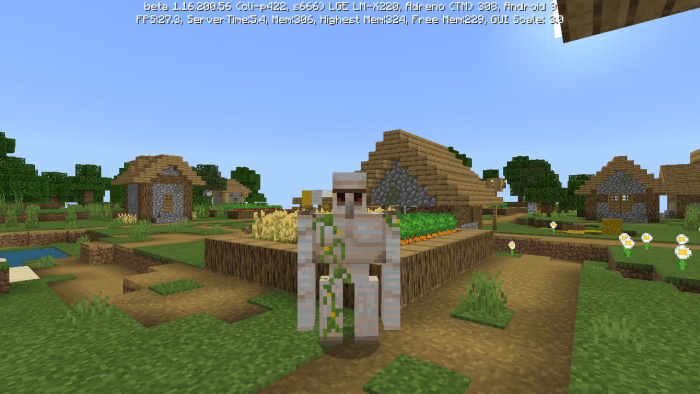 beta 1.16.200.56 (cli-p422, s666) LGE LM-X220, Adreno (TM) 308, Android 9
FPS:27.3, ServerTime:5.4, Mem:306, Highest Mem:324, Free Mem:229, GUI Scale: 3.0